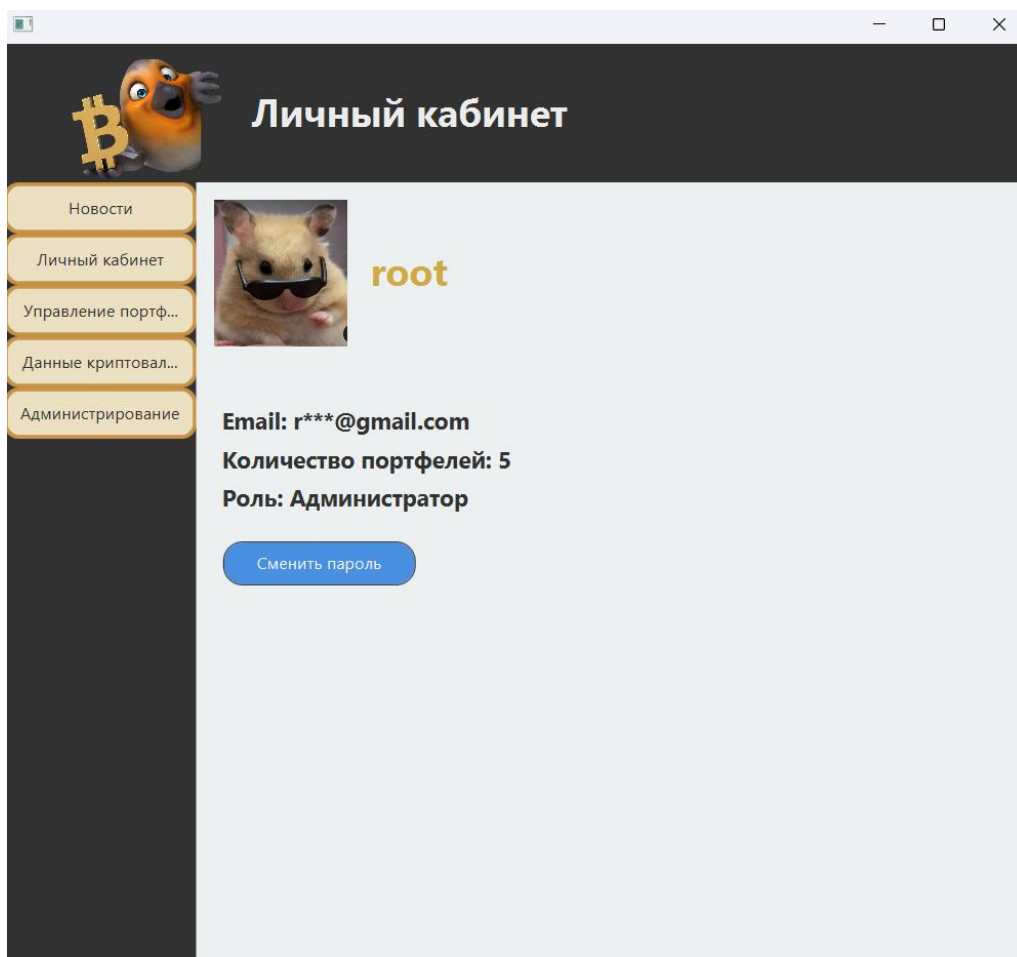 Личный кабинет
Новости
Личный кабинет
Управление портф...
Данные криптовал...
Администрирование
root
Email: r***@gmail.com
Количество портфелей: 5
Роль: Администратор
Сменить пароль